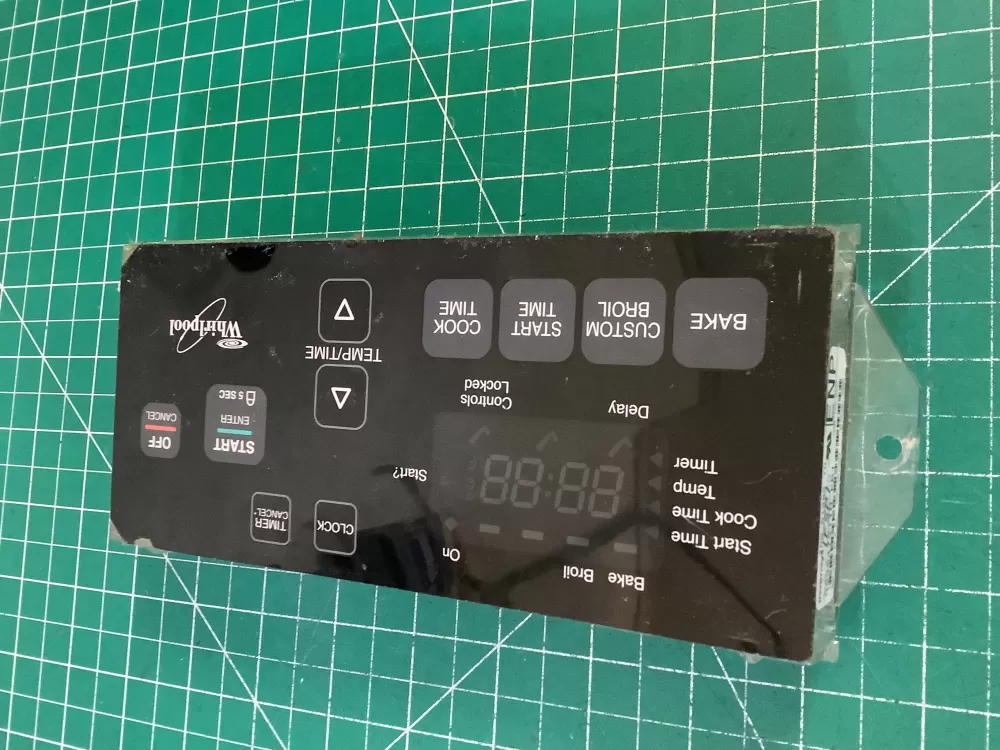 Bake Broil
On
Start Time
Cook Time
Temp
Timer
Start?
Delay
Controls
Locked
CLOCK
TIMER
CANCEL
START
ENTER
5 SEC
OFF
CANCEL
BAKE
CUSTOM
BROIL
START
TIME
COOK
TIME
TEMP/TIME
Whirlpool
88:88